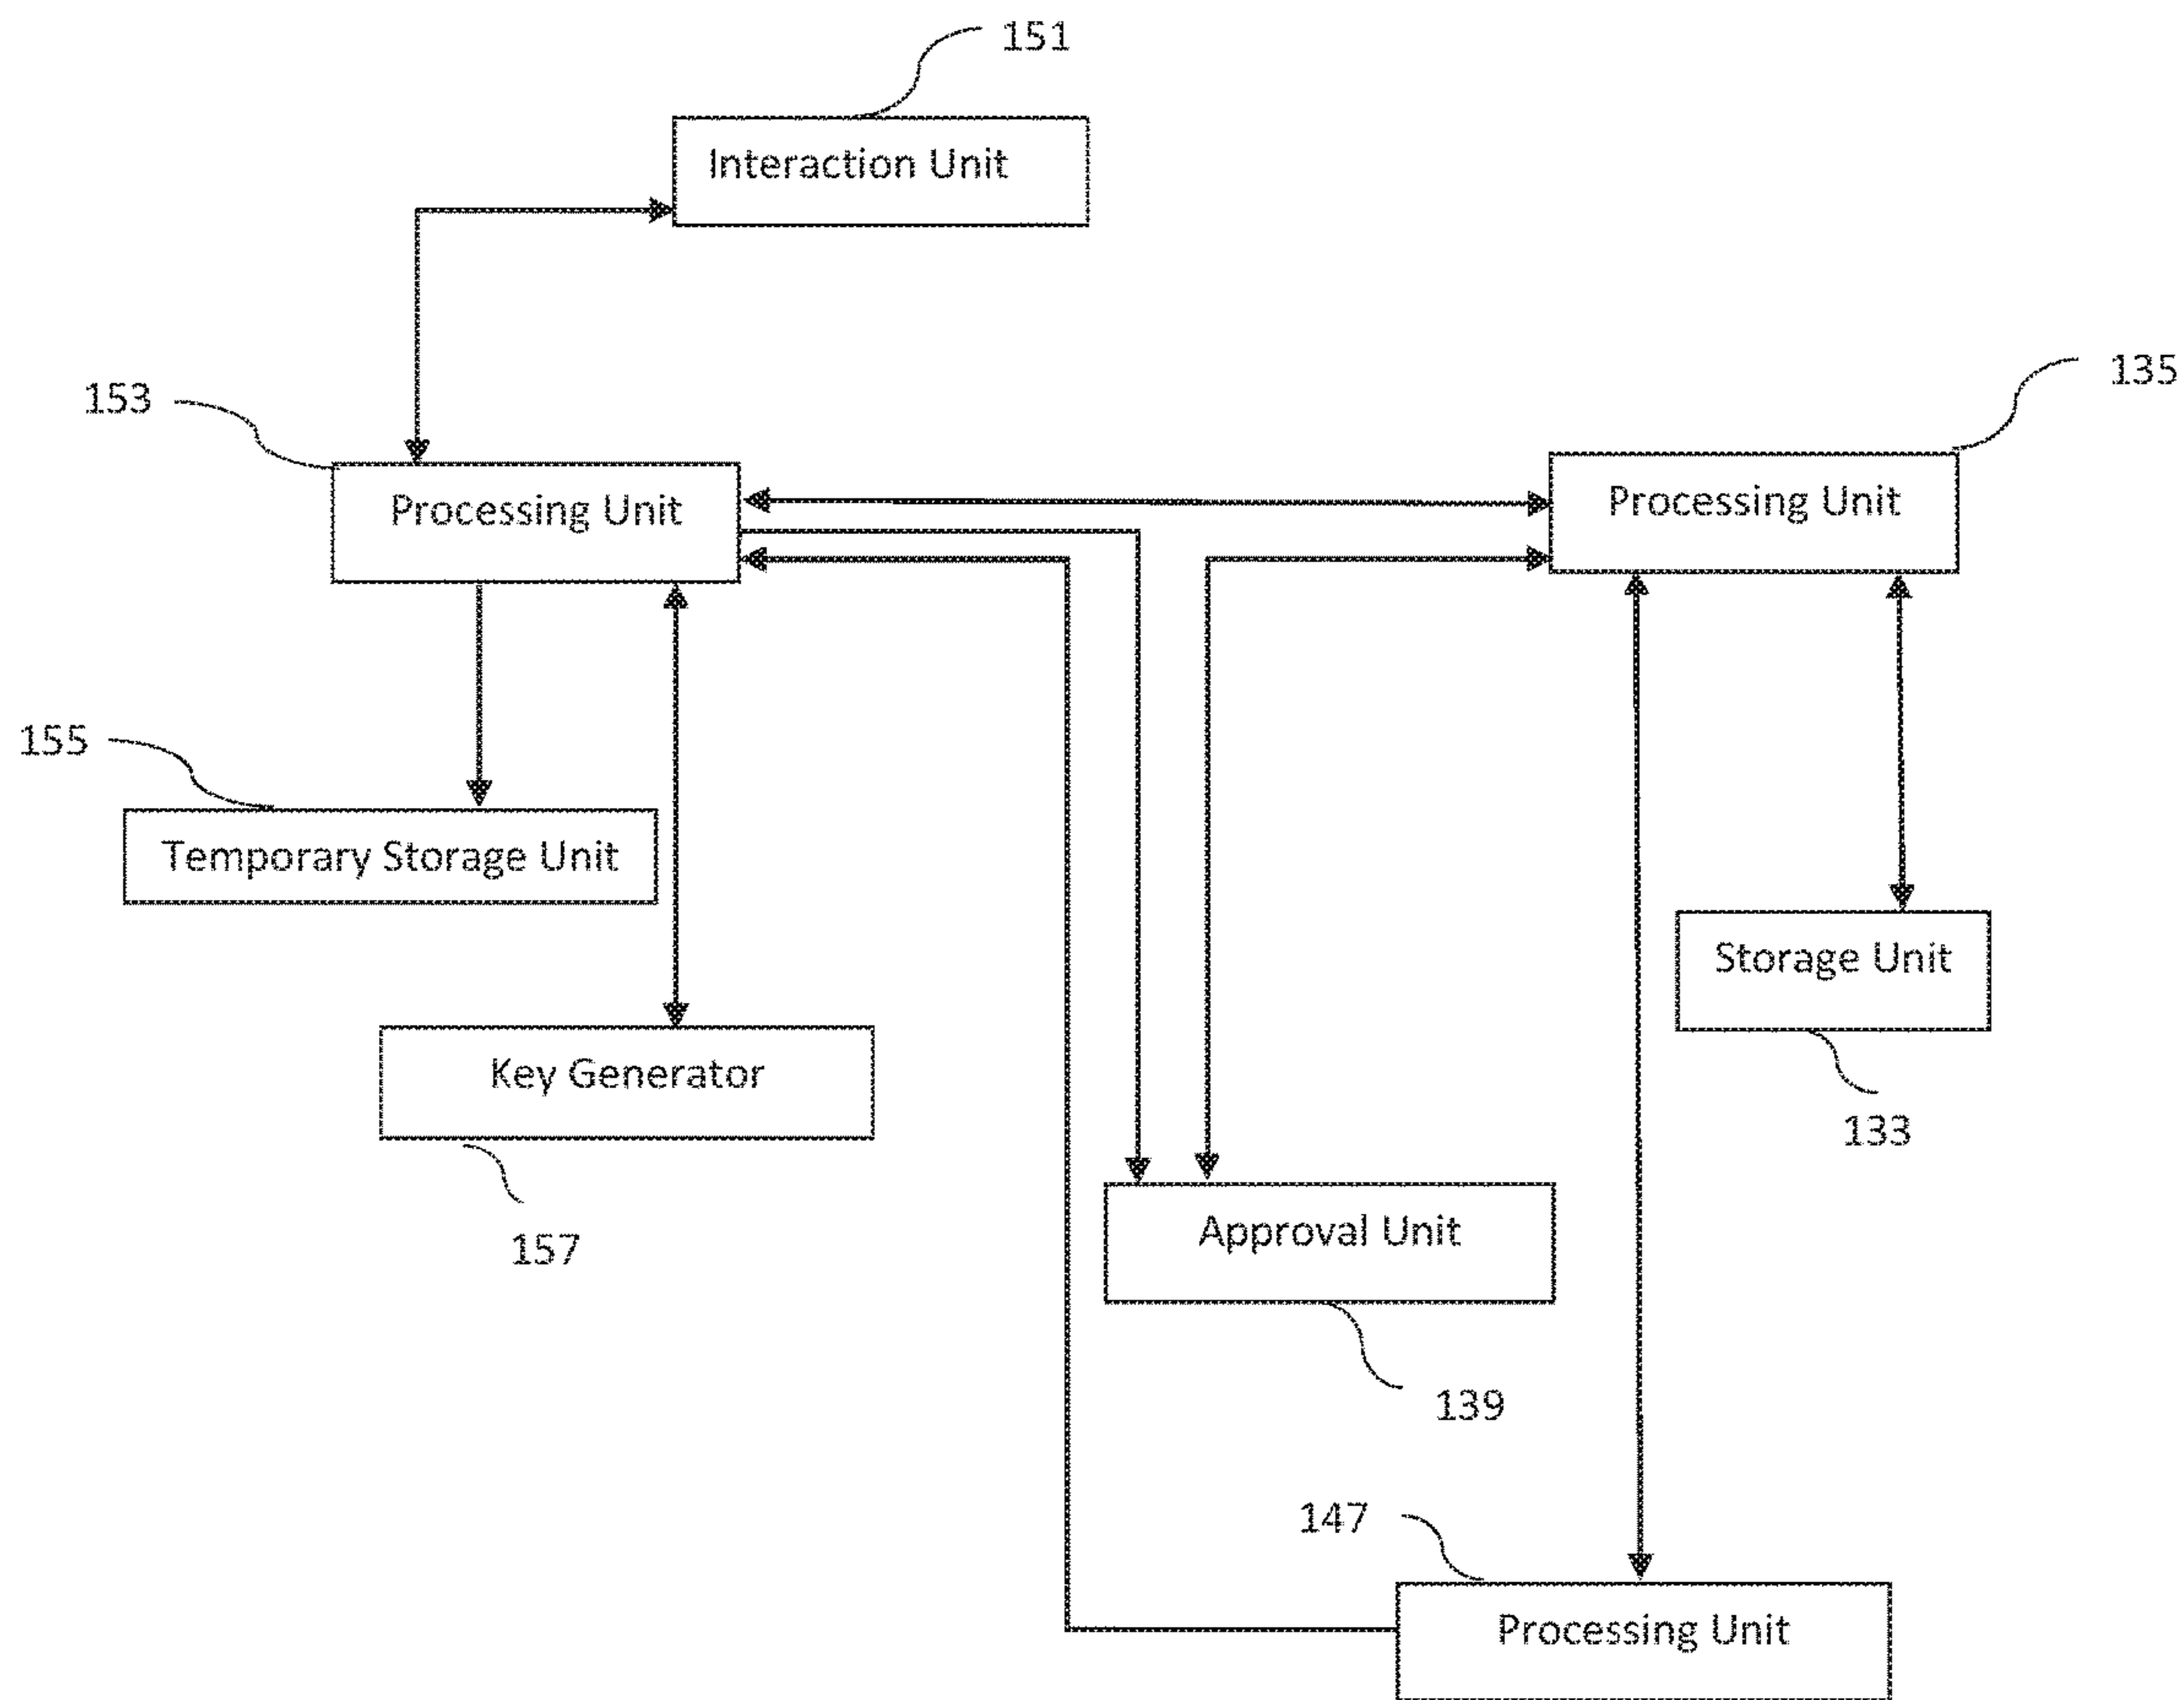 151
Interaction Unit
135
153
Processing Unit
Processing Unit
155
Temporary Storage Unit
Storage Unit
Key Generator
133
157
Approval Unit
139
147
Processing Unit